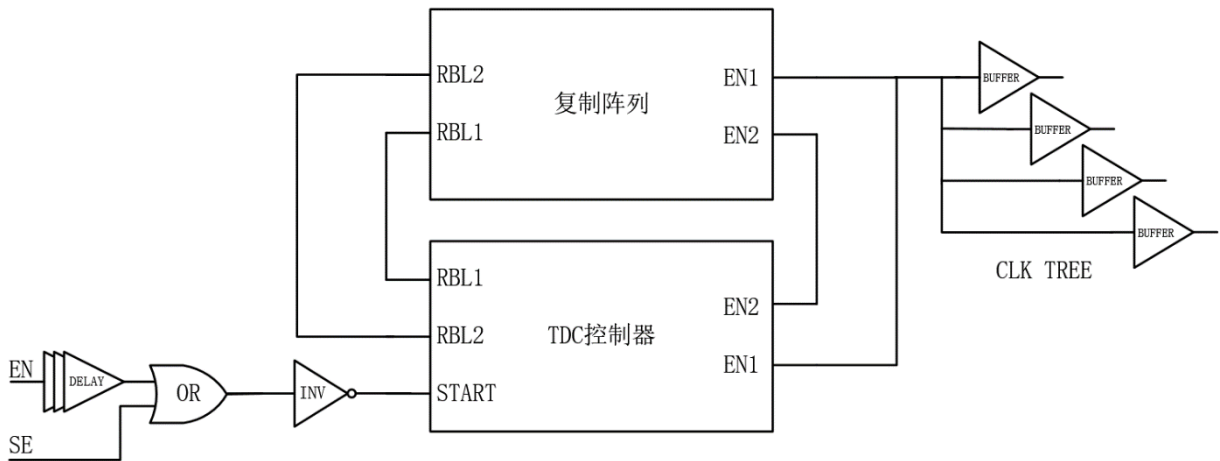 RBL2
RBL1
复制阵列
EN1
EN2
BUFFER
BUFFER
BUFFER
BUFFER
CLK TREE
RBL1
RBL2
START
TDC控制器
EN2
EN1
EN
DELAY
OR
INV
SE